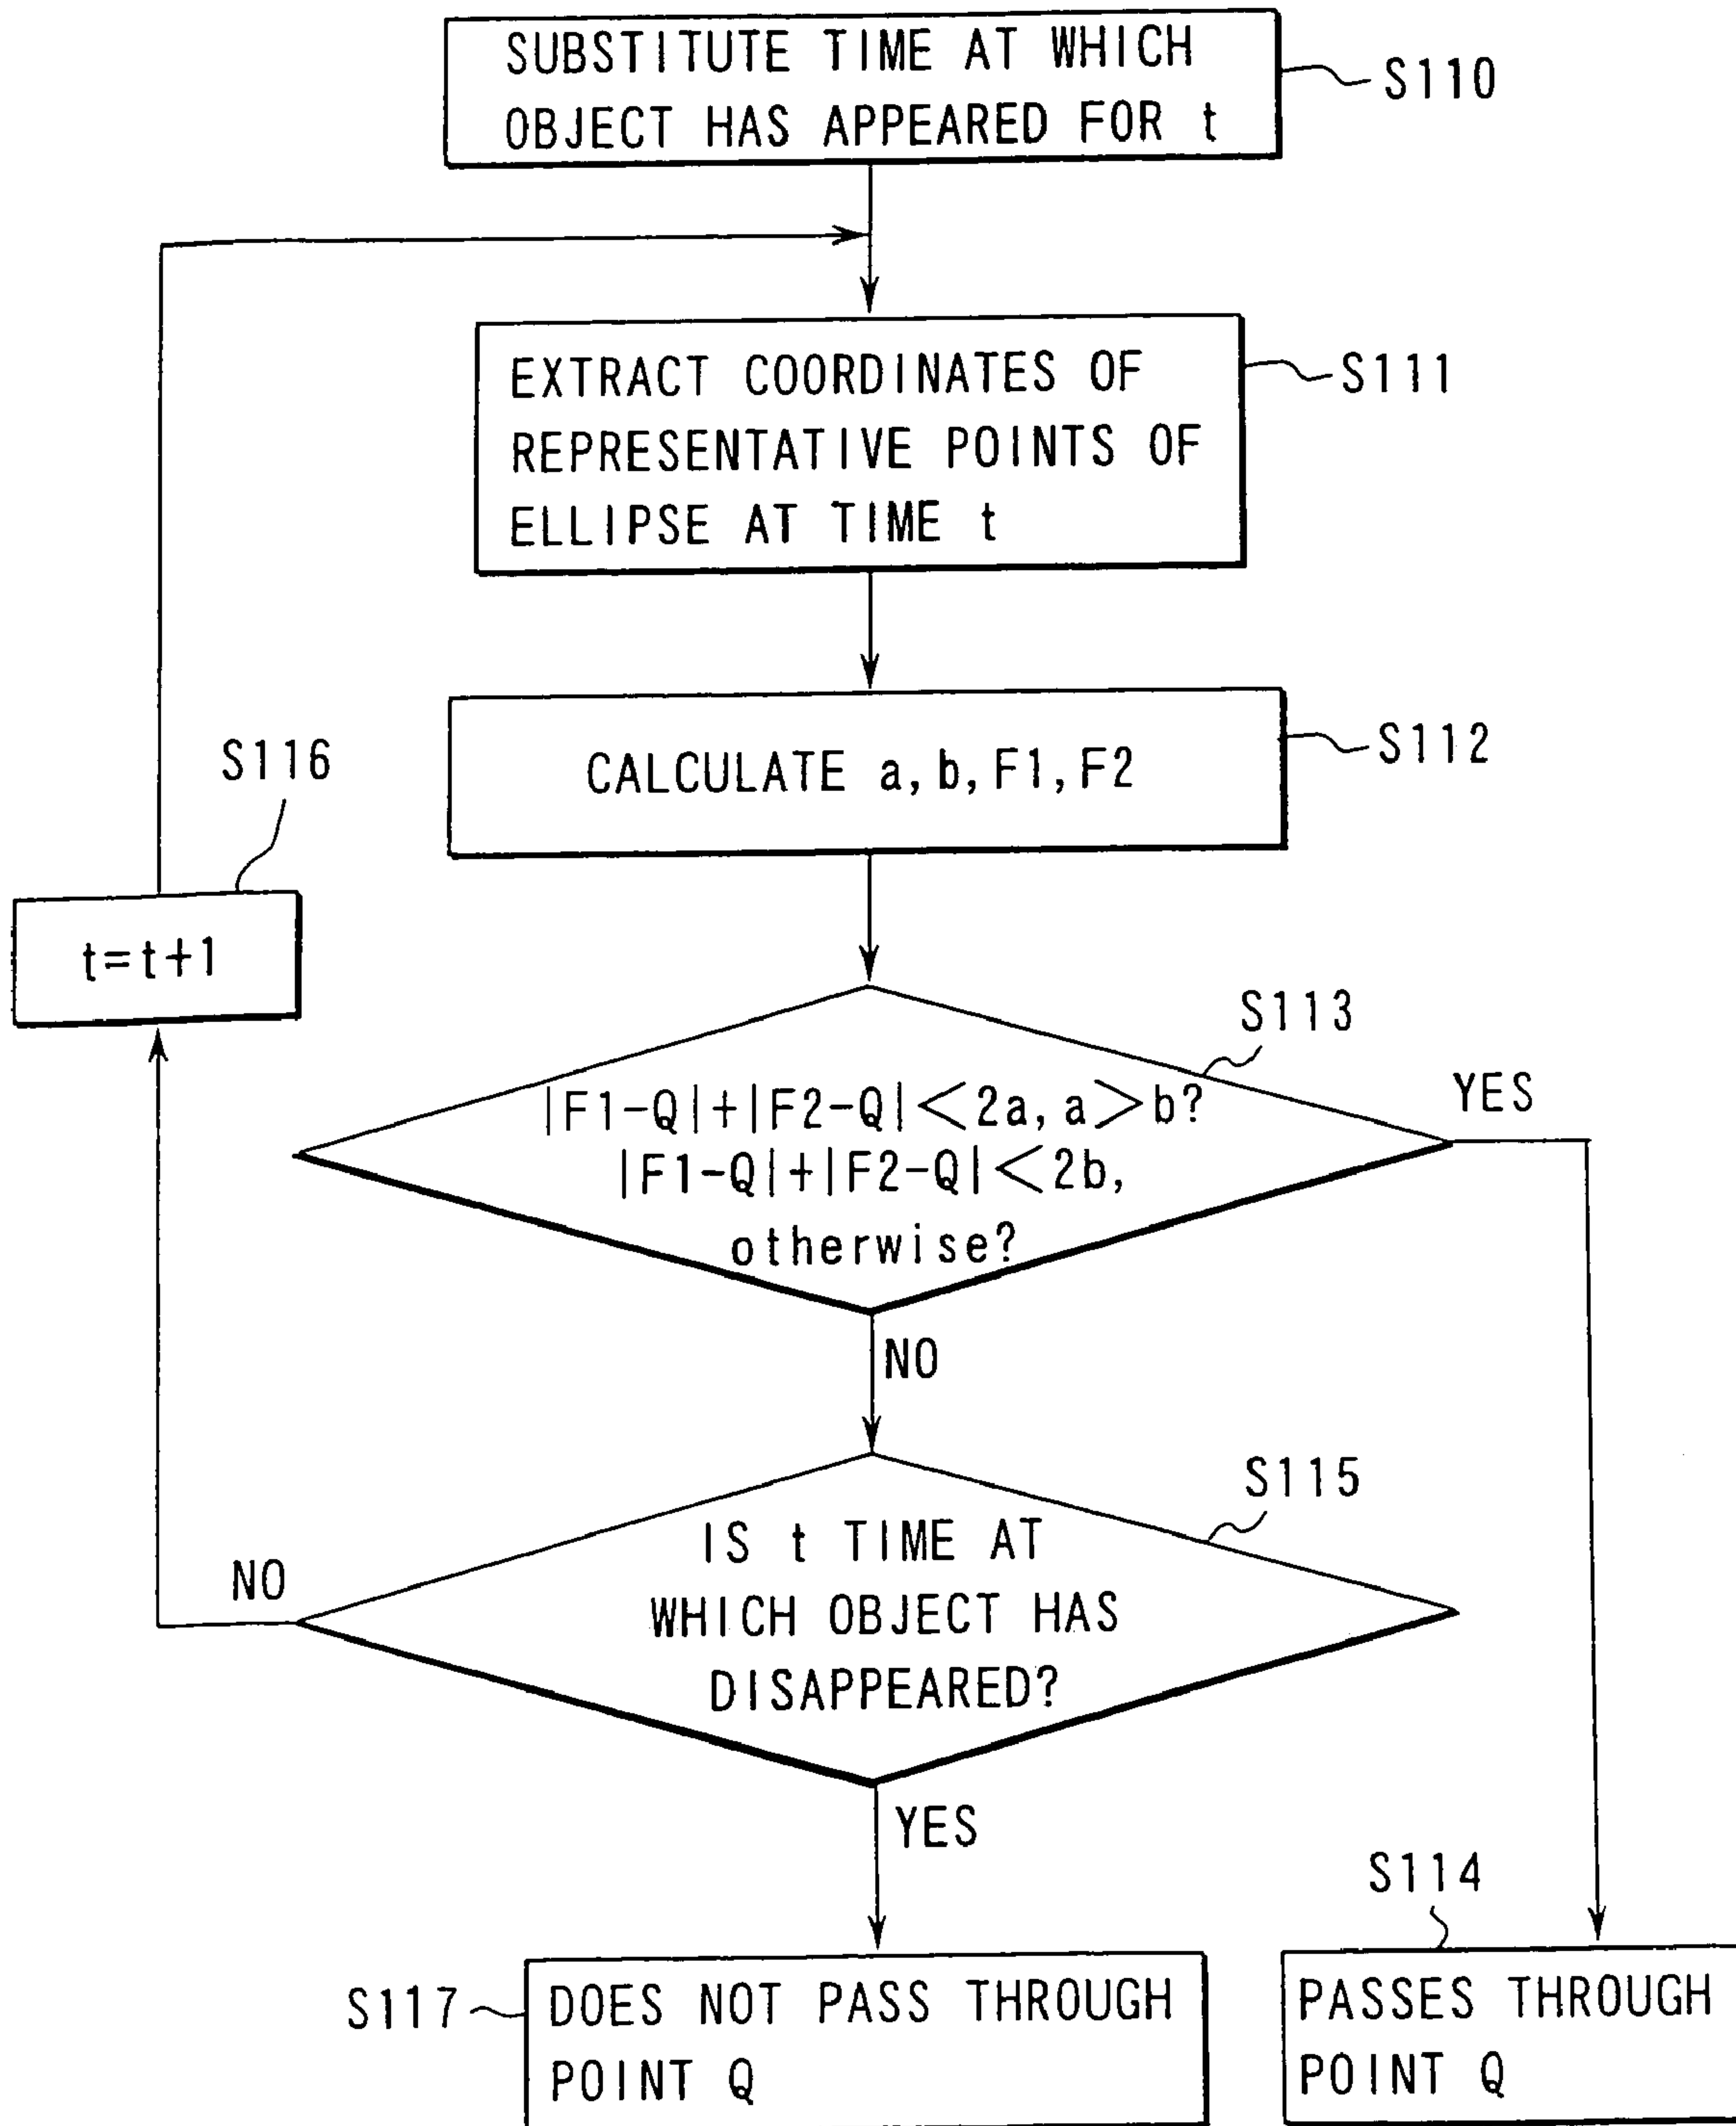 SUBSTITUTE TIME AT WHICH
OBJECT HAS APPEARED FOR t
S110
EXTRACT COORDINATES OF
REPRESENTATIVE POINTS OF
ELLIPSE AT TIME t
S111
CALCULATE a, b, F1, F2
S112
S116
t=t+1
S113
|F1-Q|+|F2-Q|<2a, a>b?
|F1-Q|+|F2-Q|<2b,
otherwise?
YES
NO
S115
IS t TIME AT
WHICH OBJECT HAS
DISAPPEARED?
NO
YES
S117
DOES NOT PASS THROUGH
POINT Q
S114
PASSES THROUGH
POINT Q